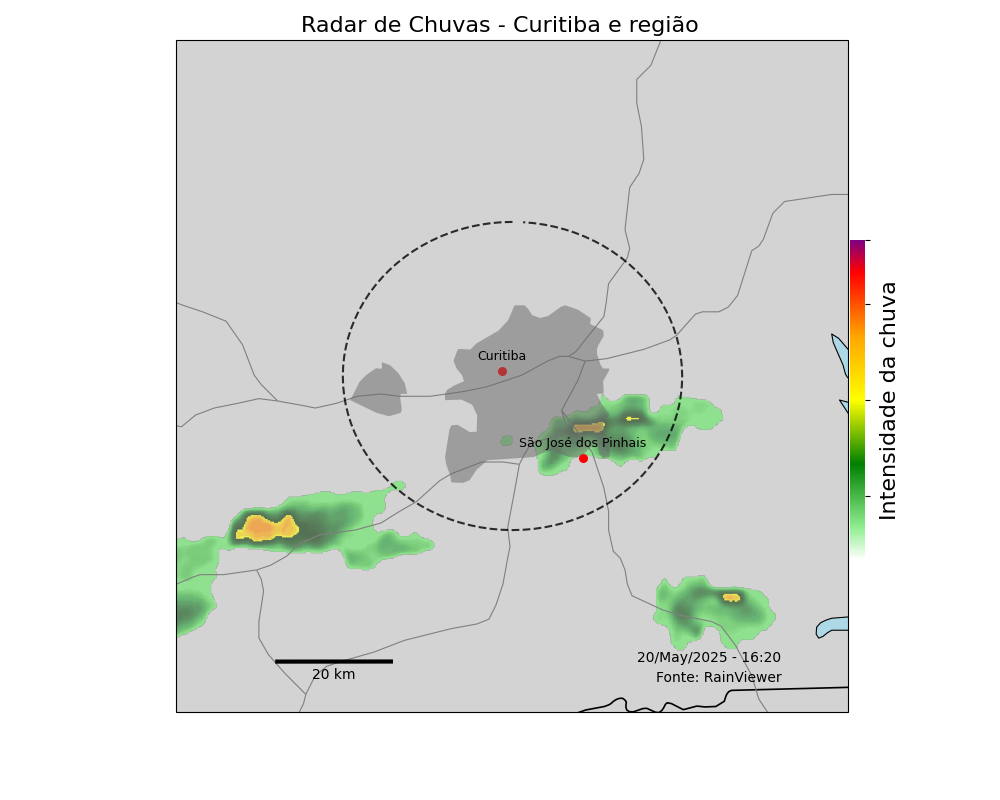 Radar de Chuvas - Curitiba e região
Curitiba
São José dos Pinhais
Intensidade da chuva
20 km
20/May/2025 - 16:20
Fonte: RainViewer